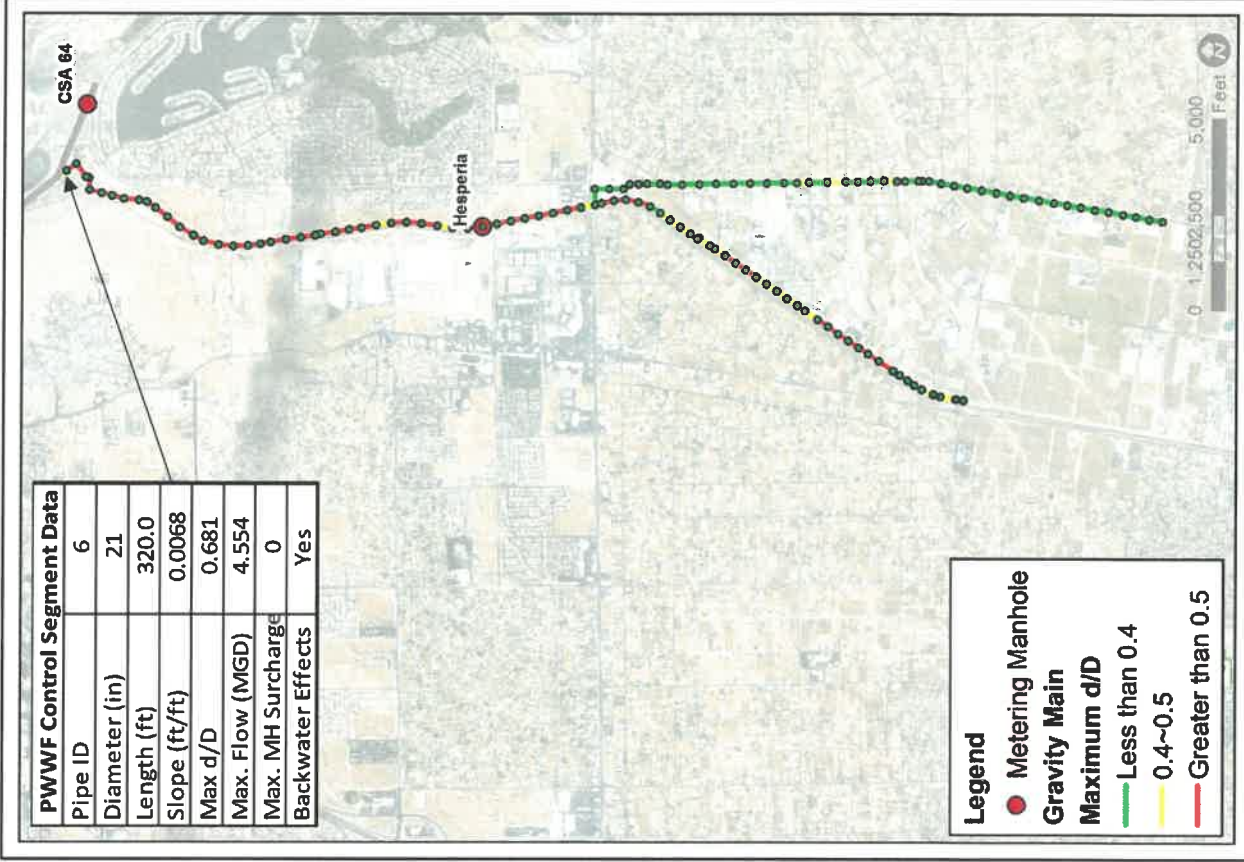 CSA 64
PWWF Control Segment Data
Pipe ID 6
Diameter (in) 21
Length (ft) 320.0
Slope (ft/ft) 0.0068
Max d/D 0.681
Max. Flow (MGD) 4.554
Max. MH Surcharge 0
Backwater Effects Yes
Hesperia
Legend
Metering Manhole
Gravity Main
Maximum d/D
Less than 0.4
0.4~0.5
Greater than 0.5
0 1,2502,500 5,000
Feet